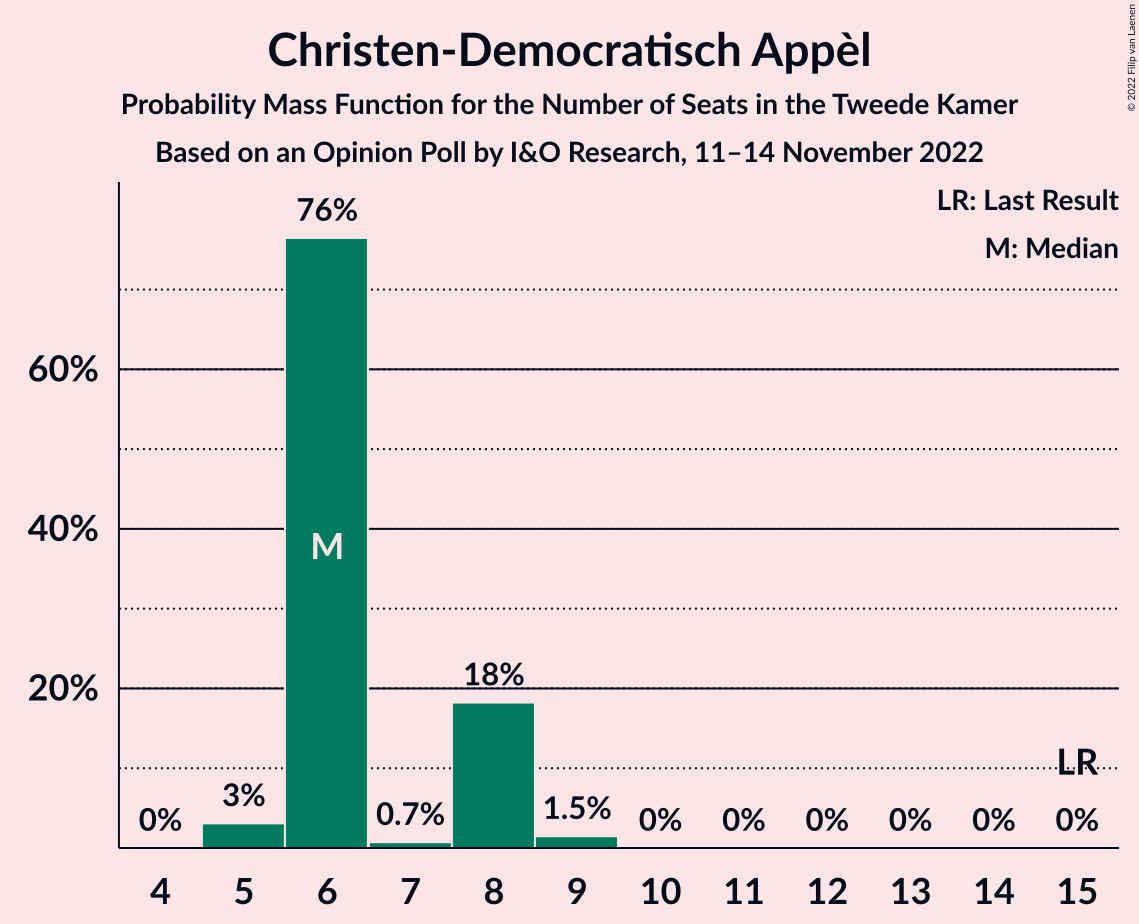 Christen-Democratisch Appèl
Probability Mass Function for the Number of Seats in the Tweede Kamer
Based on an Opinion Poll by I&O Research, 11–14 November 2022
© 2022 Filip van Laenen
LR: Last Result
M: Median
76%
60%
40%
M
20%
18%
LR
0%
3%
0.7%
1.5%
0%
0%
0%
0%
0%
0%
4 5 6 7 8 9 10 11 12 13 14 15